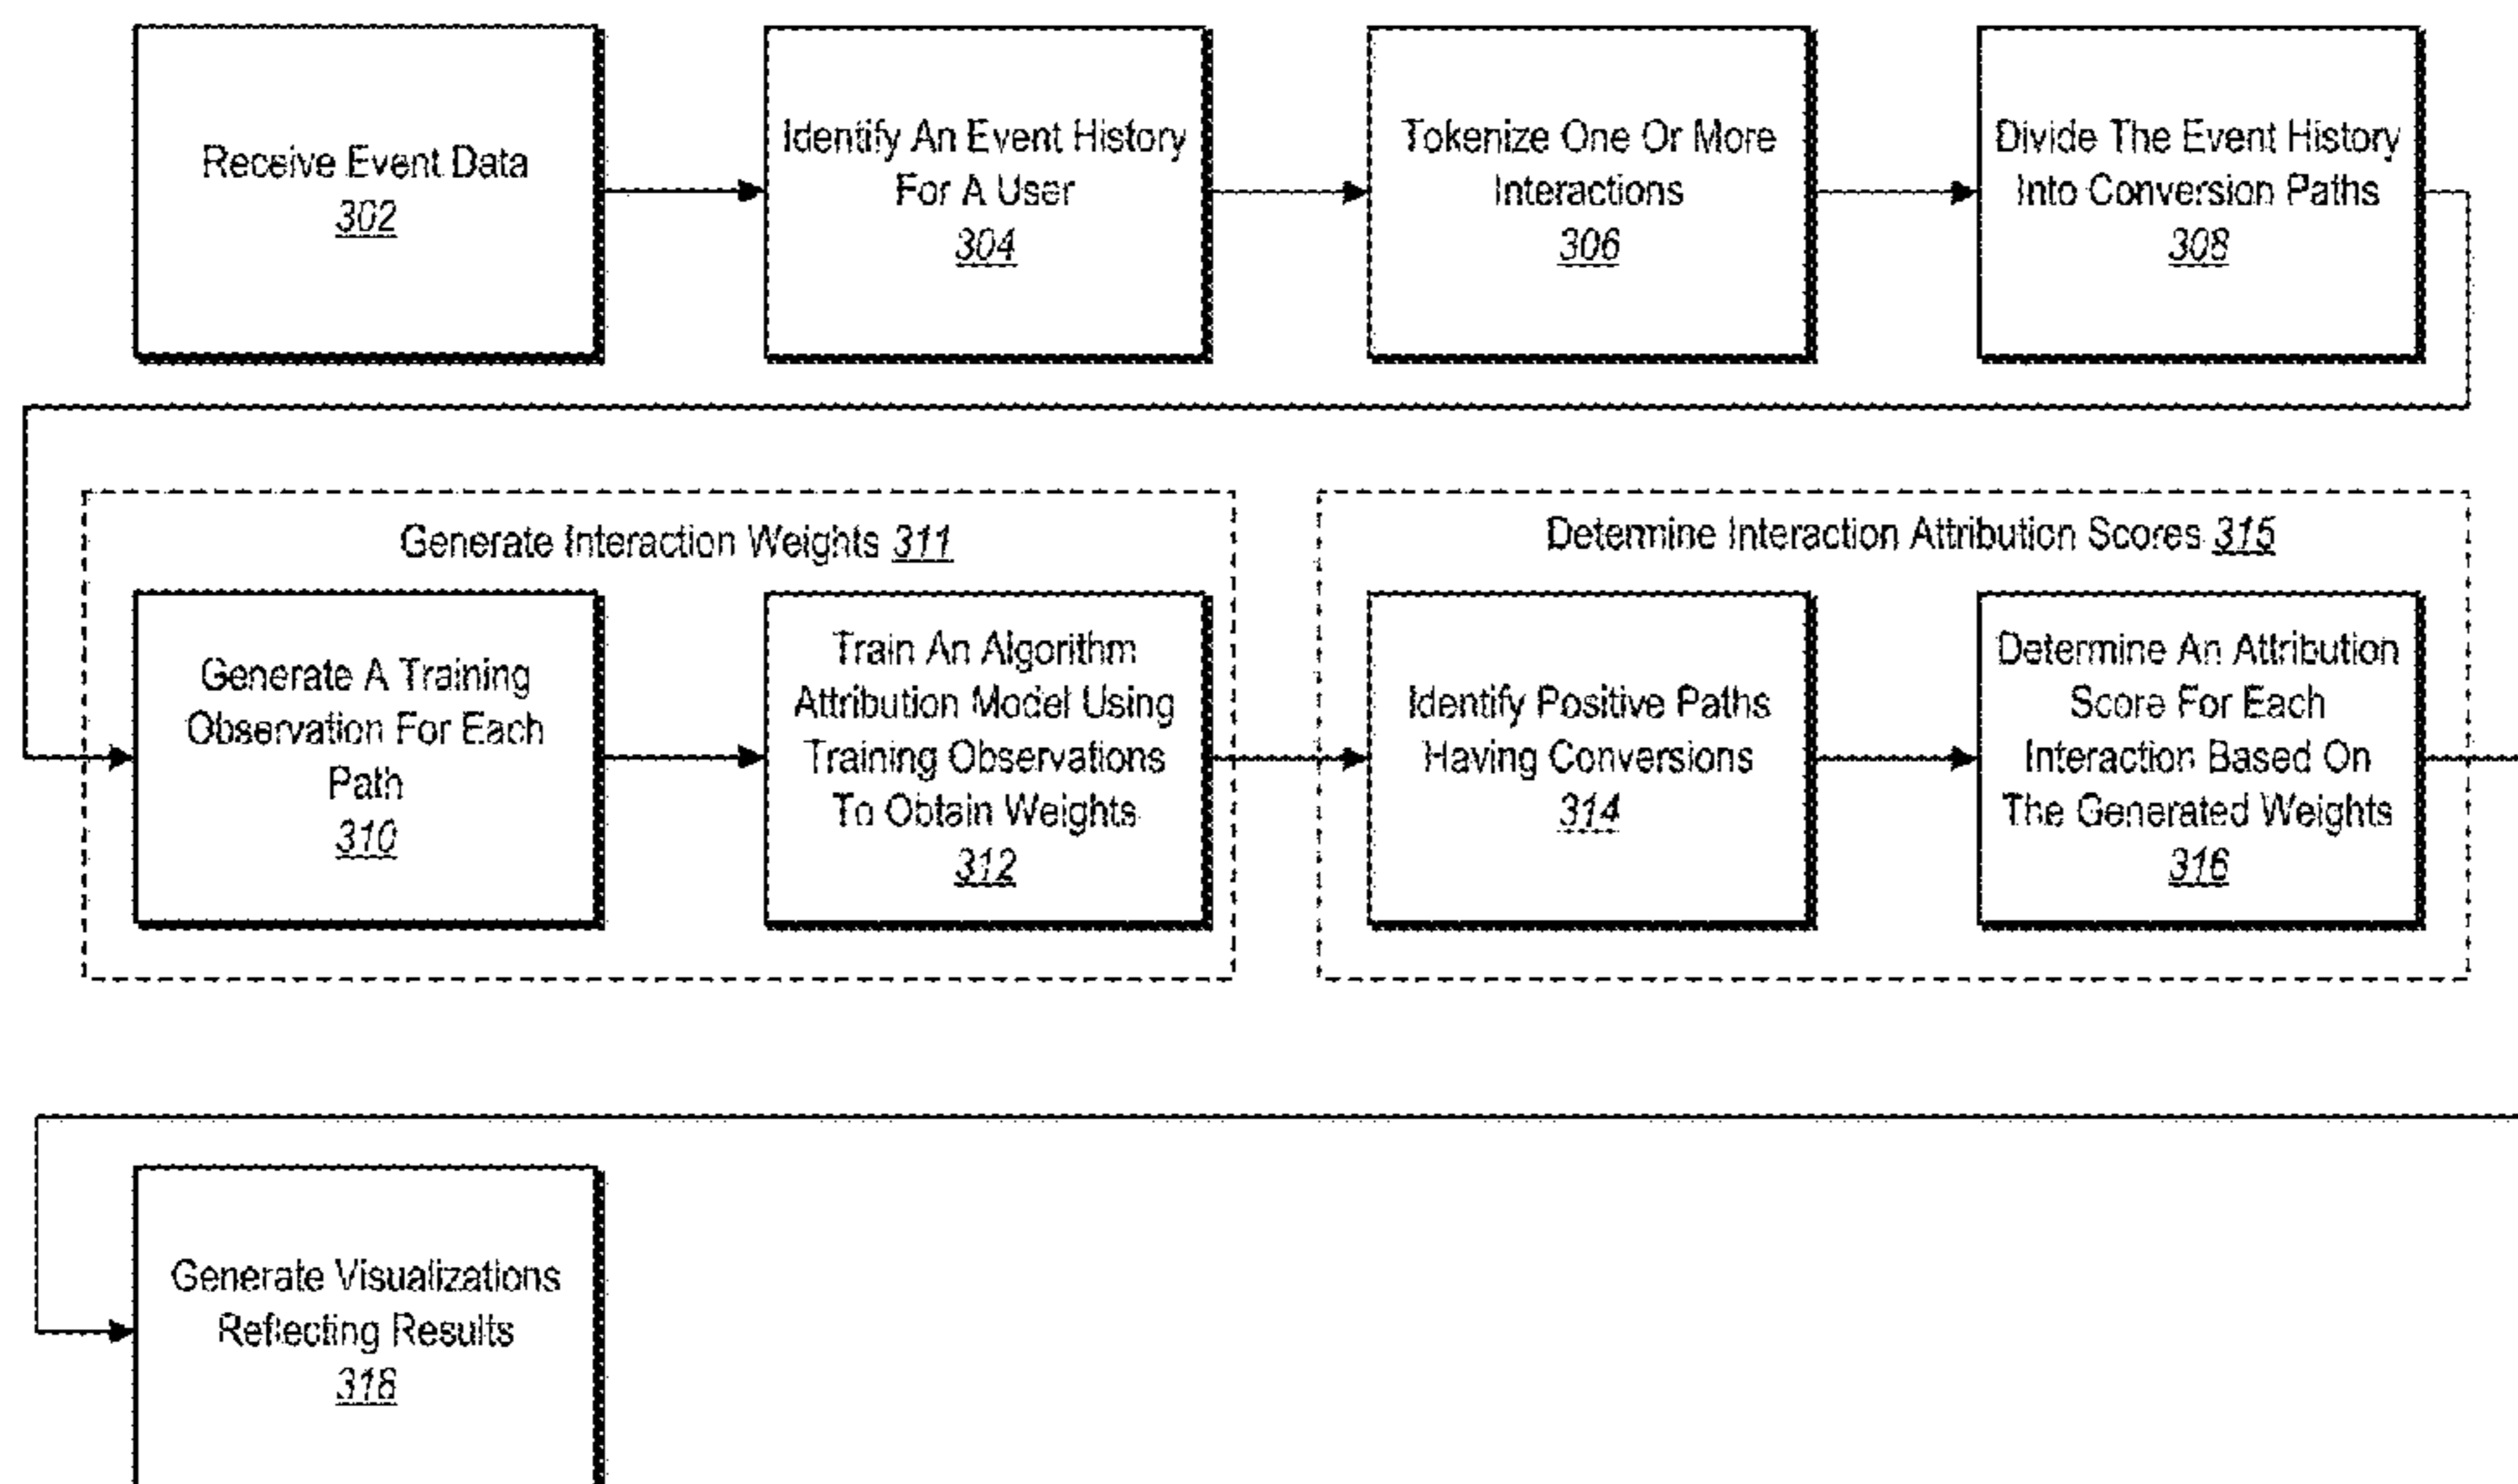 Receive Event Data
302
Identify An Event History
For A User
304
Tokenize One Or More
Interactions
306
Divide The Event History
Into Conversion Paths
308
Generate Interaction Weights 311
Generate A Training
Observation For Each
Path
310
Train An Algorithm
Attribution Model Using
Training Observations
To Obtain Weights
312
Determine Interaction Attribution Scores 315
Identify Positive Paths
Having Conversions
314
Determine An Attribution
Score For Each
Interaction Based On
The Generated Weights
316
Generate Visualizations
Reflecting Results
318